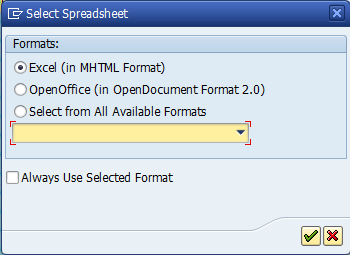 Select Spreadsheet
Formats:
Excel (in MHTML Format)
OpenOffice (in OpenDocument Format 2.0)
Select from All Available Formats
Always Use Selected Format